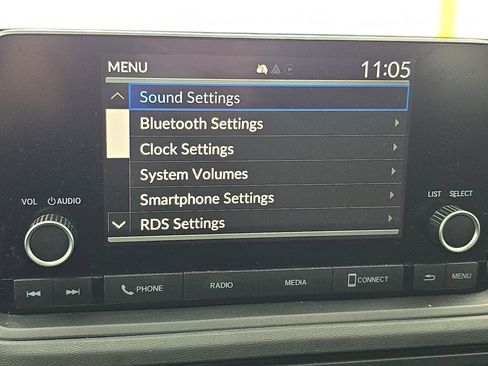 MENU 11:05
Sound Settings
Bluetooth Settings
Clock Settings
System Volumes
Smartphone Settings
RDS Settings
VOL AUDIO
LIST SELECT
PHONE RADIO MEDIA CONNECT MENU